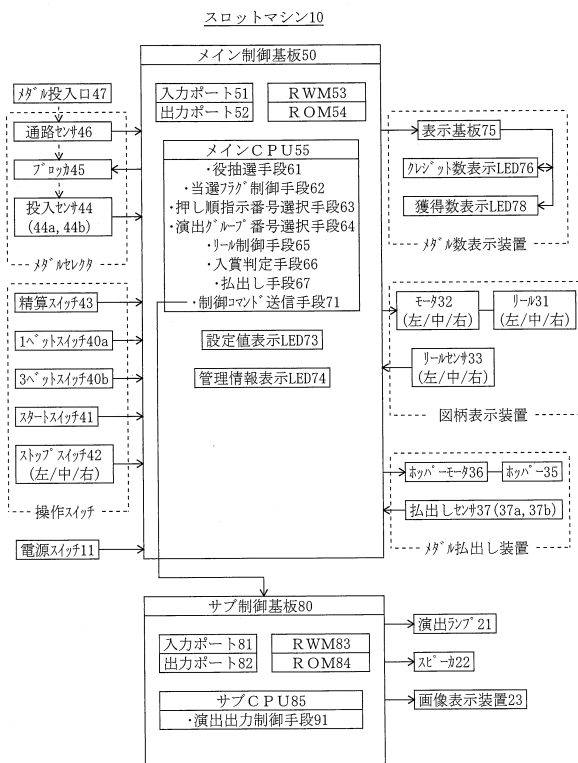 スロットマシン10
メイン制御基板50
メダル投入口47
通路センサ46
ブロッカ45
投入センサ44
(44a, 44b)
メダルセレクタ
精算スイッチ43
1ベットスイッチ40a
3ベットスイッチ40b
スタートスイッチ41
ストップスイッチ42
(左/中/右)
操作スイッチ
電源スイッチ11
入力ポート51
出力ポート52
RWM53
ROM54
メインCPU55
・役抽選手段61
・当選フラグ制御手段62
・押し順指示番号選択手段63
・演出グループ番号選択手段64
・リール制御手段65
・入賞判定手段66
・払出し手段67
・制御コマンド送信手段71
設定値表示LED73
管理情報表示LED74
表示基板75
クレジット数表示LED76
獲得数表示LED78
メダル数表示装置
モータ32
(左/中/右)
リール31
(左/中/右)
リールセンサ33
(左/中/右)
図柄表示装置
ホッパーモータ36
ホッパー35
払出しセンサ37(37a, 37b)
メダル払出し装置
サブ制御基板80
入力ポート81
出力ポート82
RWM83
ROM84
サブCPU85
・演出出力制御手段91
演出ランプ21
スピーカ22
画像表示装置23